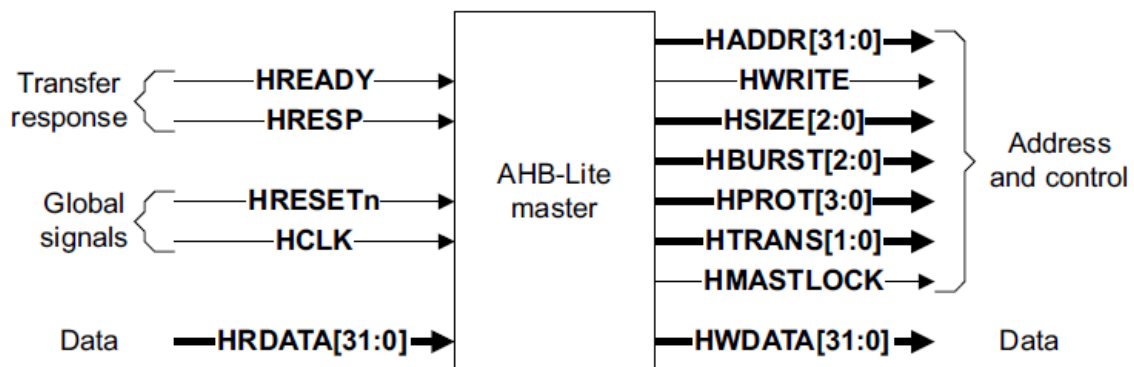 Transfer
response
HREADY
HRESP
Global
signals
HRESETn
HCLK
Data
HRDATA[31:0]
AHB-Lite
master
HADDR[31:0]
HWRITE
HSIZE[2:0]
HBURST[2:0]
HPROT[3:0]
HTRANS[1:0]
HMASTLOCK
Address
and control
HWDATA[31:0]
Data